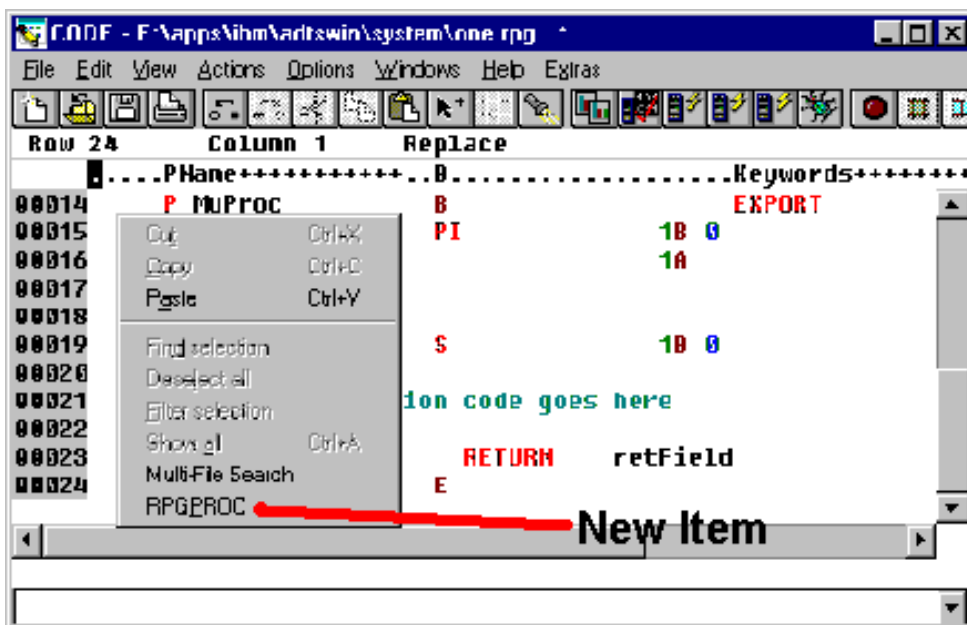 CODE - E:\apps\ibm\adtswin\system\one.rpg *
File Edit View Actions Options Windows Help Extras
Row 24 Column 1 Replace
.....PName+++++++++++..B...................Keywords++++++++
00014 P MyProc B EXPORT
00015 PI 1B 0
00016 1A
00017
00018
00019 S 1B 0
00020
00021 ion code goes here
00022
00023 RETURN retField
00024 E
Cut Ctrl+X
Copy Ctrl+C
Paste Ctrl+V
Find selection
Deselect all
Filter selection
Show all Ctrl+A
Multi-File Search
RPGPROC
New Item